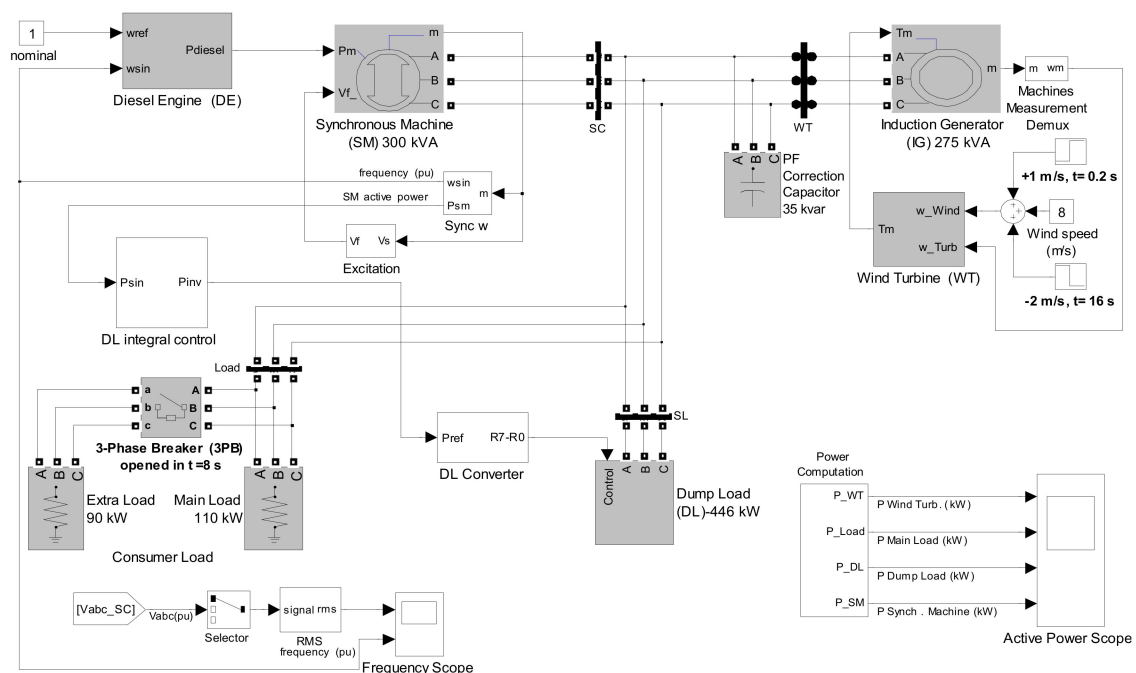 1
nominal
wref
wsin
Pdiesel
Diesel Engine (DE)
Pm
Vf_
m
A
B
C
Synchronous Machine
(SM) 300 kVA
SC
WT
Tm
A
B
C
m
Induction Generator
(IG) 275 kVA
m wm
Machines
Measurement
Demux
A B C
PF
Correction
Capacitor
35 kvar
+1 m/s, t= 0.2 s
w_Wind
w_Turb
Tm
Wind Turbine (WT)
8
Wind speed
(m/s)
-2 m/s, t= 16 s
frequency (pu)
SM active power
wsin
Psm
m
Sync w
Vf Vs
Excitation
Psin Pinv
DL integral control
Load
a A
b B
c C
3-Phase Breaker (3PB)
opened in t =8 s
A B C
Extra Load
90 kW
A B C
Main Load
110 kW
Consumer Load
Pref R7-R0
DL Converter
SL
Control
A B C
Dump Load
(DL)-446 kW
Power
Computation
P_WT
P_Load
P_DL
P_SM
P Wind Turb. (kW)
P Main Load (kW)
P Dump Load (kW)
P Synch . Machine (kW)
Active Power Scope
[Vabc_SC]
Vabc(pu)
Selector
signal rms
RMS
frequency (pu)
Frequency Scope